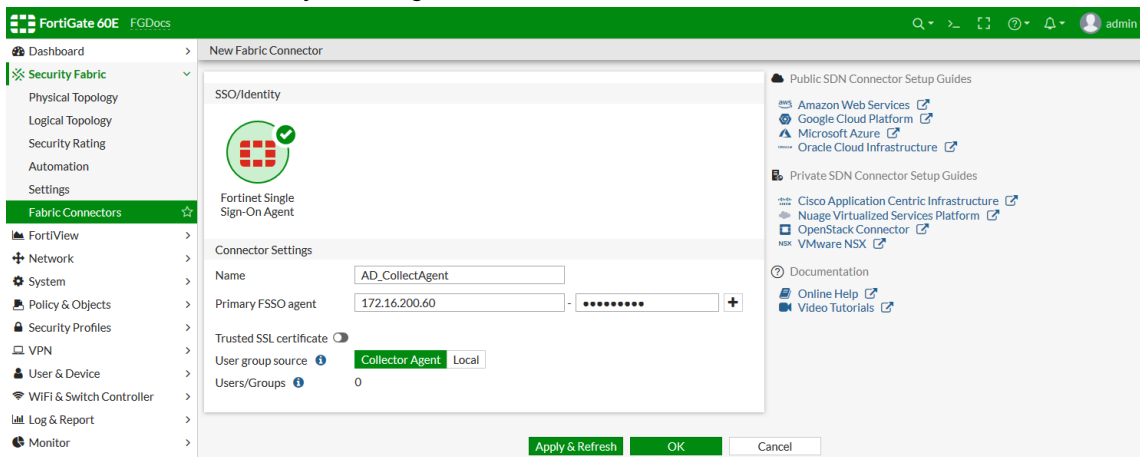 FortiGate 60E FGDocs
admin
Dashboard
Security Fabric
Physical Topology
Logical Topology
Security Rating
Automation
Settings
Fabric Connectors
FortiView
Network
System
Policy & Objects
Security Profiles
VPN
User & Device
WiFi & Switch Controller
Log & Report
Monitor
New Fabric Connector
SSO/Identity
Fortinet Single
Sign-On Agent
Connector Settings
Name AD_CollectAgent
Primary FSSO agent 172.16.200.60 - ●●●●●●●●●
Trusted SSL certificate
User group source Collector Agent Local
Users/Groups 0
Apply & Refresh OK Cancel
Public SDN Connector Setup Guides
aws Amazon Web Services
Google Cloud Platform
Microsoft Azure
Oracle Cloud Infrastructure
Private SDN Connector Setup Guides
Cisco Application Centric Infrastructure
Nuage Virtualized Services Platform
OpenStack Connector
NSX VMware NSX
Documentation
Online Help
Video Tutorials